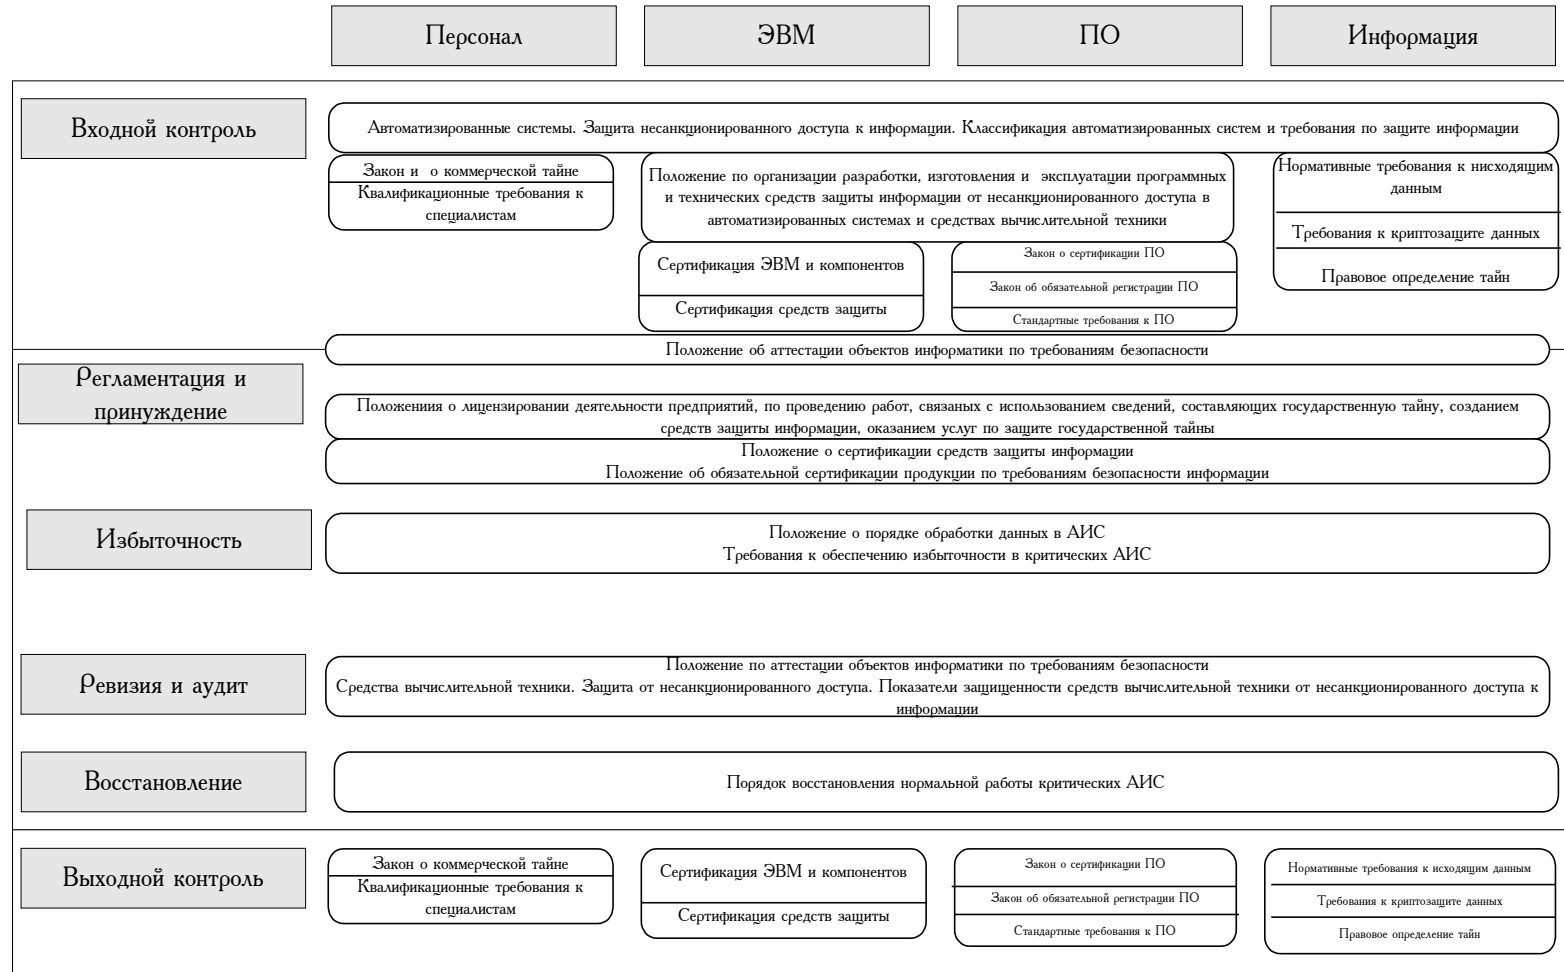 Персонал
ЭВМ
ПО
Информация
Входной контроль
Автоматизированные системы. Защита несанкционированного доступа к информации. Классификация автоматизированных систем и требования по защите информации
Закон и  о коммерческой тайне
Квалификационные требования к
специалистам
Положение по организации разработки, изготовления и  эксплуатации программных
и технических средств защиты информации от несанкционированного доступа в
автоматизированных системах и средствах вычислительной техники
Нормативные требования к нисходящим
данным
Требования к криптозащите данных
Правовое определение тайн
Сертификация ЭВМ и компонентов
Сертификация средств защиты
Закон о сертификации ПО
Закон об обязательной регистрации ПО
Стандартные требования к ПО
Положение об аттестации объектов информатики по требованиям безопасности
Регламентация и
принуждение
Положениия о лицензировании деятельности предприятий, по проведению работ, связаных с использованием сведений, составляющих государственную тайну, созданием
средств защиты информации, оказанием услуг по защите государственной тайны
Положение о сертификации средств защиты информации
Положение об обязательной сертификации продукции по требованиям безопасности информации
Избыточность
Положение о порядке обработки данных в АИС
Требования к обеспечению избыточности в критических АИС
Ревизия и аудит
Положение по аттестации объектов информатики по требованиям безопасности
Средства вычислительной техники. Защита от несанкционированного доступа. Показатели защищенности средств вычислительной техники от несанкционированного доступа к
информации
Восстановление
Порядок восстановления нормальной работы критических АИС
Выходной контроль
Закон о коммерческой тайне
Квалификационные требования к
специалистам
Сертификация ЭВМ и компонентов
Сертификация средств защиты
Закон о сертификации ПО
Закон об обязательной регистрации ПО
Стандартные требования к ПО
Нормативные требования к исходящим данным
Требования к криптозащите данных
Правовое определение тайн